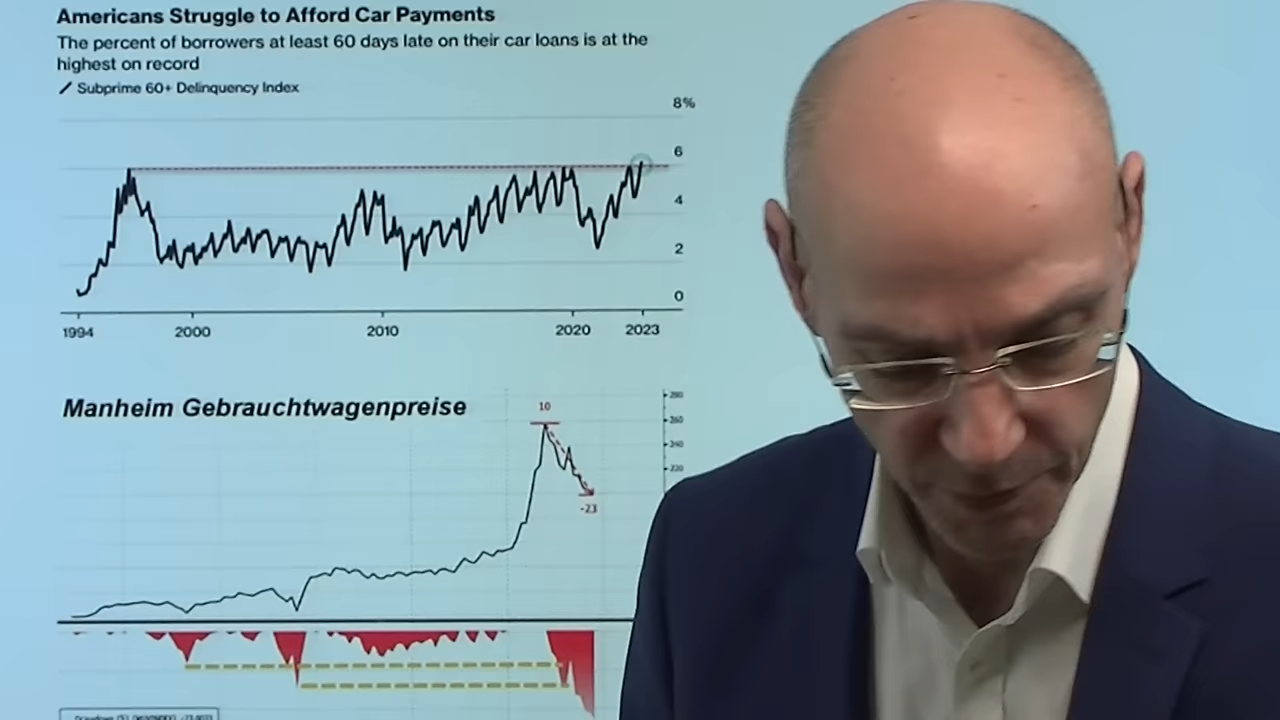 Americans Struggle to Afford Car Payments
The percent of borrowers at least 60 days late on their car loans is at the
highest on record
Subprime 60+ Delinquency Index
8%
6
4
2
0
1994 2000 2010 2020 2023
Manheim Gebrauchtwagenpreise
10
280
260
240
220
-23